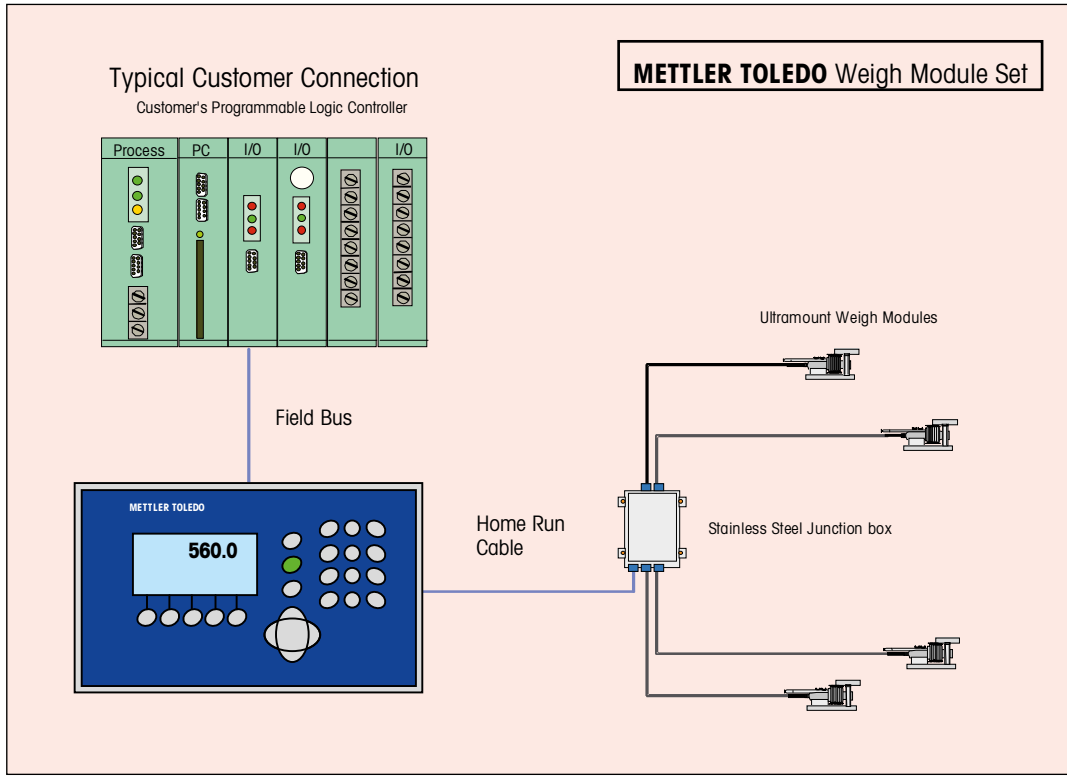 METTLER TOLEDO Weigh Module Set
Typical Customer Connection
Customer's Programmable Logic Controller
Process PC I/O I/O I/O
Ultramount Weigh Modules
Field Bus
METTLER TOLEDO
560.0
Home Run
Cable
Stainless Steel Junction box